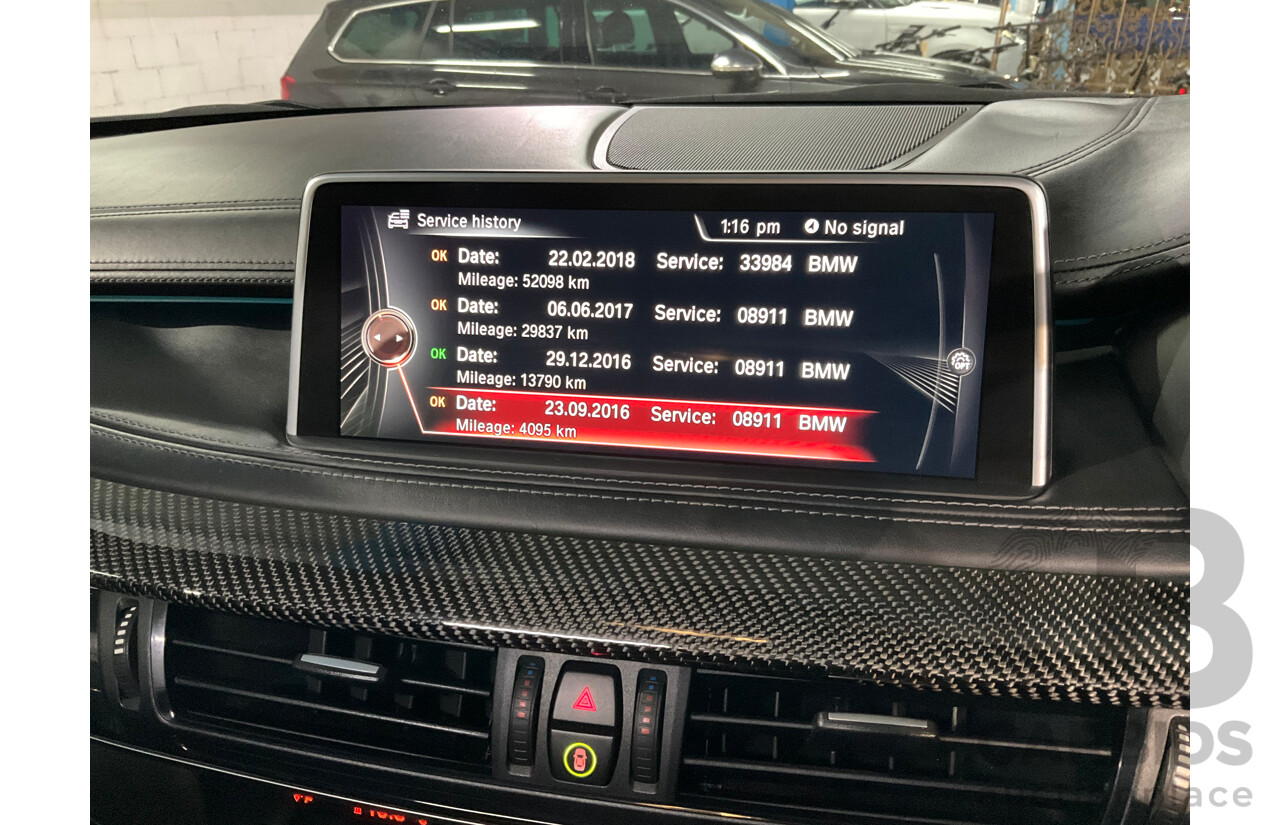 Service history
1:16 pm No signal
OK Date: 22.02.2018 Service: 33984 BMW
Mileage: 52098 km
OK Date: 06.06.2017 Service: 08911 BMW
Mileage: 29837 km
OK Date: 29.12.2016 Service: 08911 BMW
Mileage: 13790 km
OPT
OK Date: 23.09.2016 Service: 08911 BMW
Mileage: 4095 km